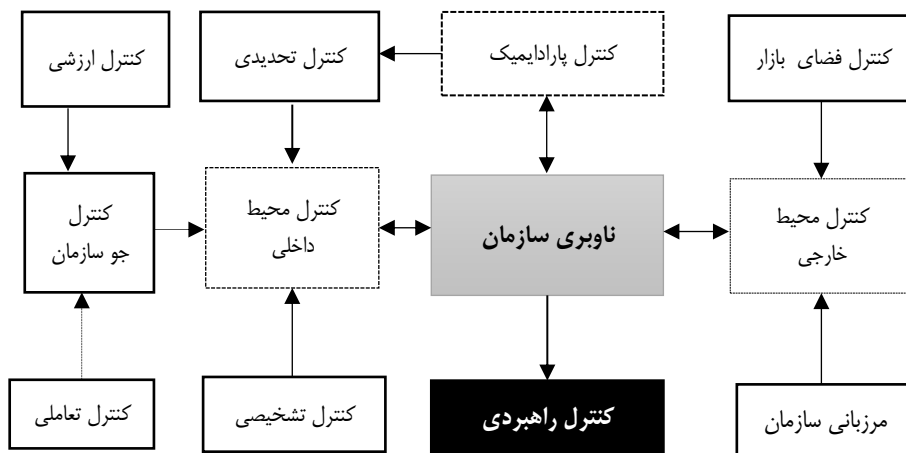 کنترل فضای بازار
کنترل پارادایمیک
کنترل تحدیدی
کنترل ارزشی
کنترل محیط
خارجی
ناوبری سازمان
کنترل محیط
داخلی
کنترل
جو سازمان
مرزبانی سازمان
کنترل راهبردی
کنترل تشخیصی
کنترل تعاملی